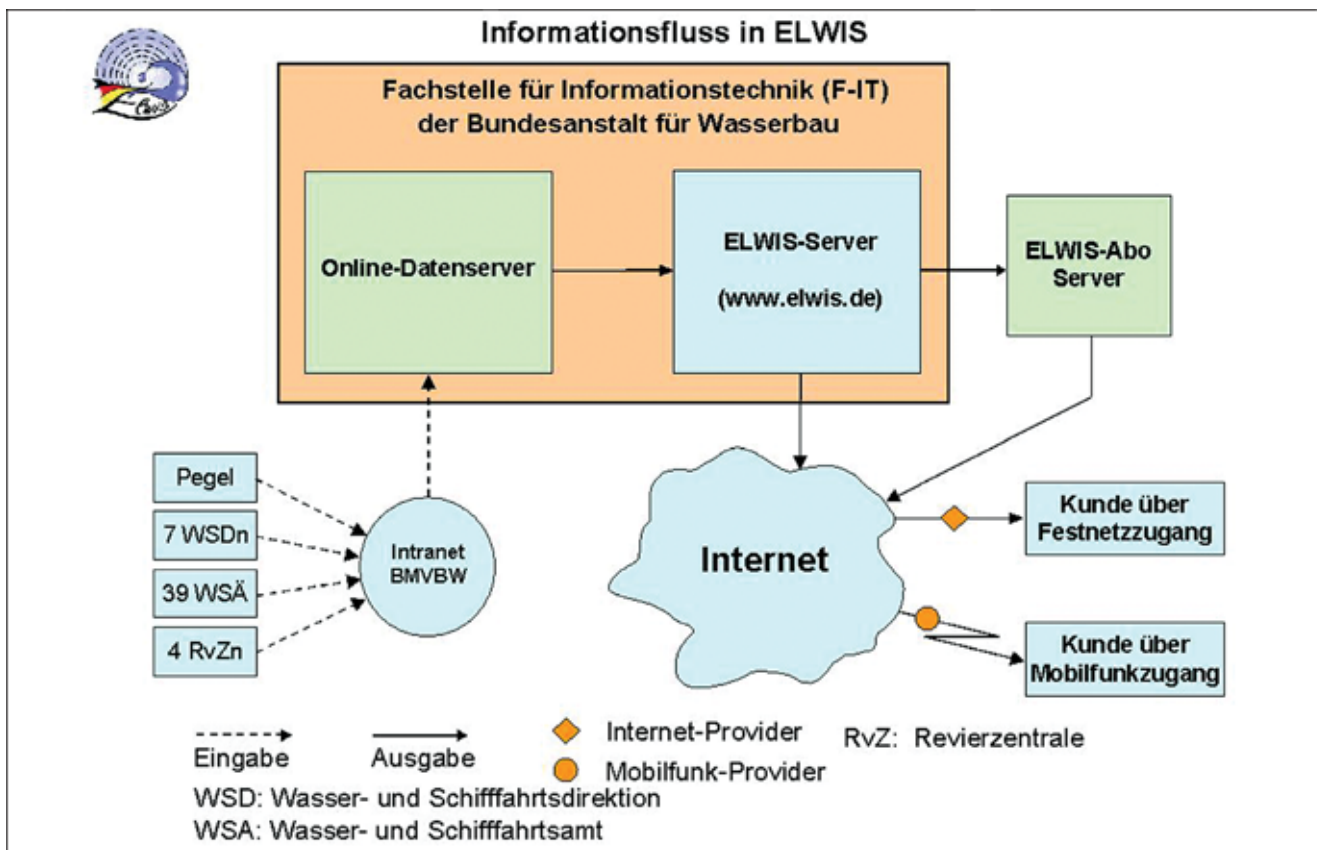 Informationsfluss in ELWIS
Fachstelle für Informationstechnik (F-IT)
der Bundesanstalt für Wasserbau
Online-Datenserver
ELWIS-Server
(www.elwis.de)
ELWIS-Abo
Server
Pegel
7 WSDn
39 WSÄ
4 RvZn
Intranet
BMVBW
Internet
Kunde über
Festnetzzugang
Kunde über
Mobilfunkzugang
Eingabe
Ausgabe
Internet-Provider
Mobilfunk-Provider
RvZ: Revierzentrale
WSD: Wasser- und Schifffahrtsdirektion
WSA: Wasser- und Schifffahrtsamt